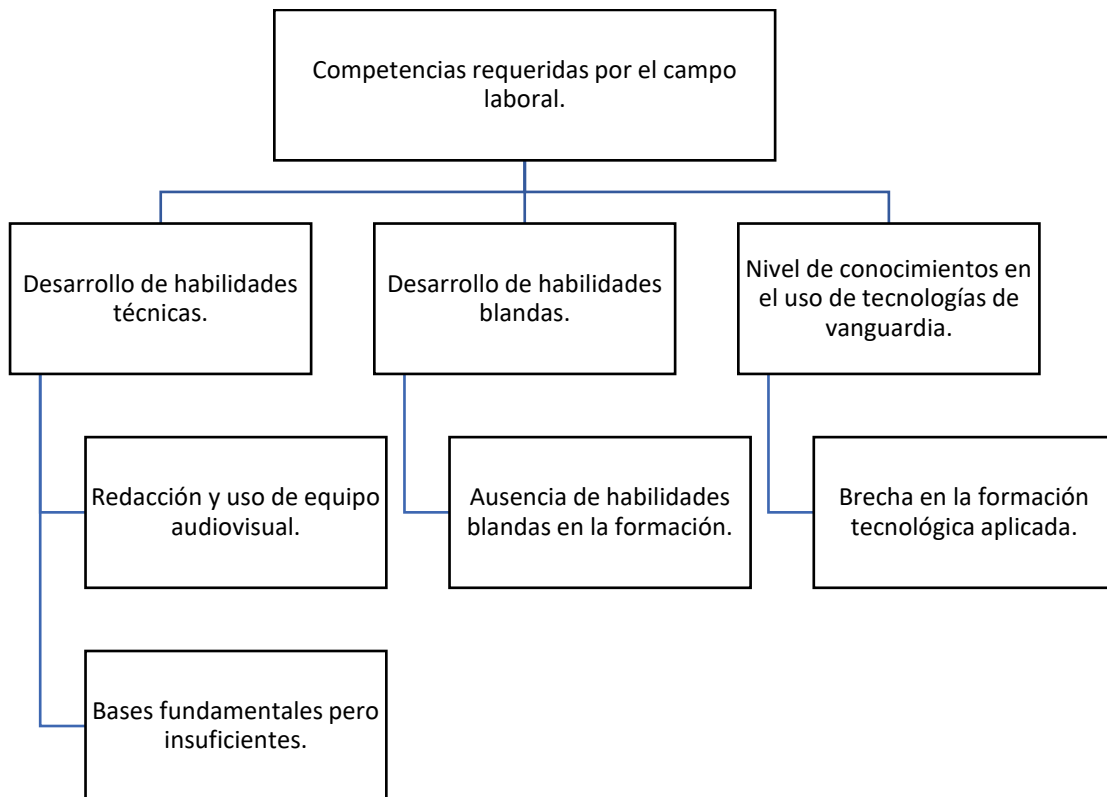 Competencias requeridas por el campo
laboral.
Desarrollo de habilidades
técnicas.
Desarrollo de habilidades
blandas.
Nivel de conocimientos en
el uso de tecnologías de
vanguardia.
Redacción y uso de equipo
audiovisual.
Ausencia de habilidades
blandas en la formación.
Brecha en la formación
tecnológica aplicada.
Bases fundamentales pero
insuficientes.